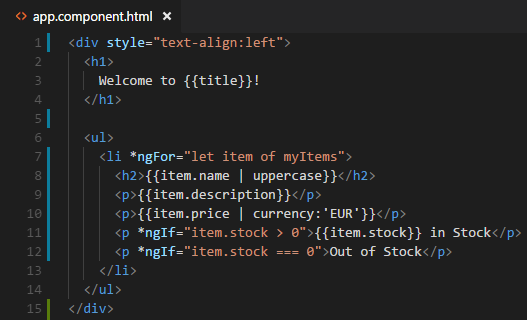 app.component.html
1 <div style="text-align:left">
2   <h1>
3     Welcome to {{title}}!
4   </h1>
5
6   <ul>
7     <li *ngFor="let item of myItems">
8       <h2>{{item.name | uppercase}}</h2>
9       <p>{{item.description}}</p>
10       <p>{{item.price | currency:'EUR'}}</p>
11       <p *ngIf="item.stock > 0">{{item.stock}} in Stock</p>
12       <p *ngIf="item.stock === 0">Out of Stock</p>
13     </li>
14   </ul>
15 </div>